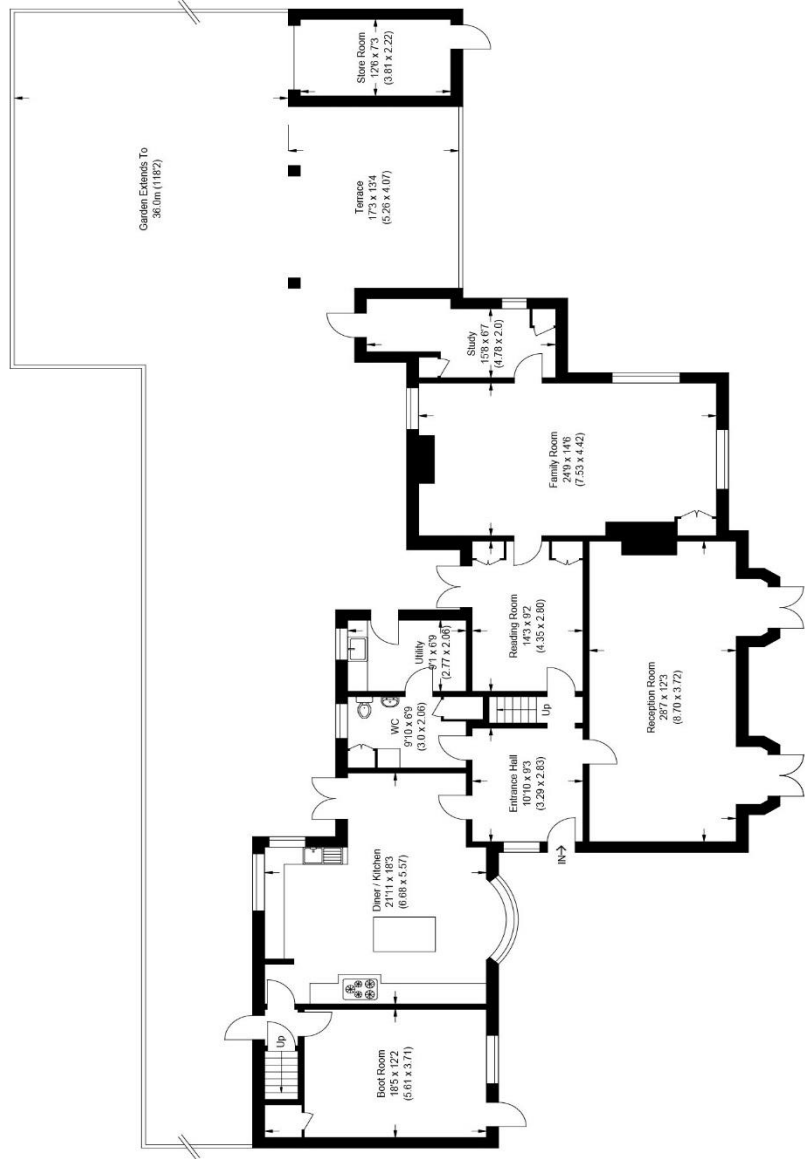 Garden Extends To
36.0m (118'2)
Store Room
12'6 x 7'3
(3.81 x 2.22)
Terrace
17'3 x 13'4
(5.26 x 4.07)
Study
15'8 x 6'7
(4.78 x 2.0)
Family Room
24'9 x 14'6
(7.53 x 4.42)
Reading Room
14'3 x 9'2
(4.35 x 2.80)
Utility
9'1 x 6'9
(2.77 x 2.06)
WC
9'10 x 6'9
(3.0 x 2.06)
Up
Entrance Hall
10'10 x 9'3
(3.29 x 2.83)
Reception Room
28'7 x 12'3
(8.70 x 3.72)
IN
Diner / Kitchen
21'11 x 18'3
(6.68 x 5.57)
Up
Boot Room
18'5 x 12'2
(5.61 x 3.71)